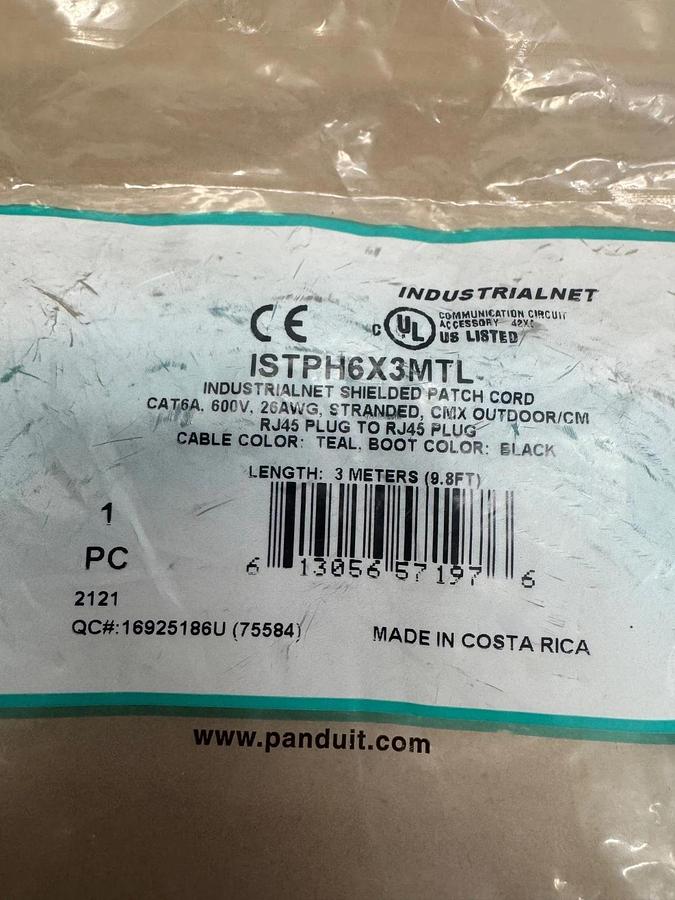 INDUSTRIALNET
CE
C UL US LISTED
COMMUNICATION CIRCUIT
ACCESSORY
ISTPH6X3MTL
INDUSTRIALNET SHIELDED PATCH CORD
CAT6A, 600V, 26AWG, STRANDED, CMX OUTDOOR/CM
RJ45 PLUG TO RJ45 PLUG
CABLE COLOR: TEAL, BOOT COLOR: BLACK
LENGTH: 3 METERS (9.8FT)
6 13056 57197 6
1
PC
2121
QC#:16925186U (75584)
MADE IN COSTA RICA
www.panduit.com